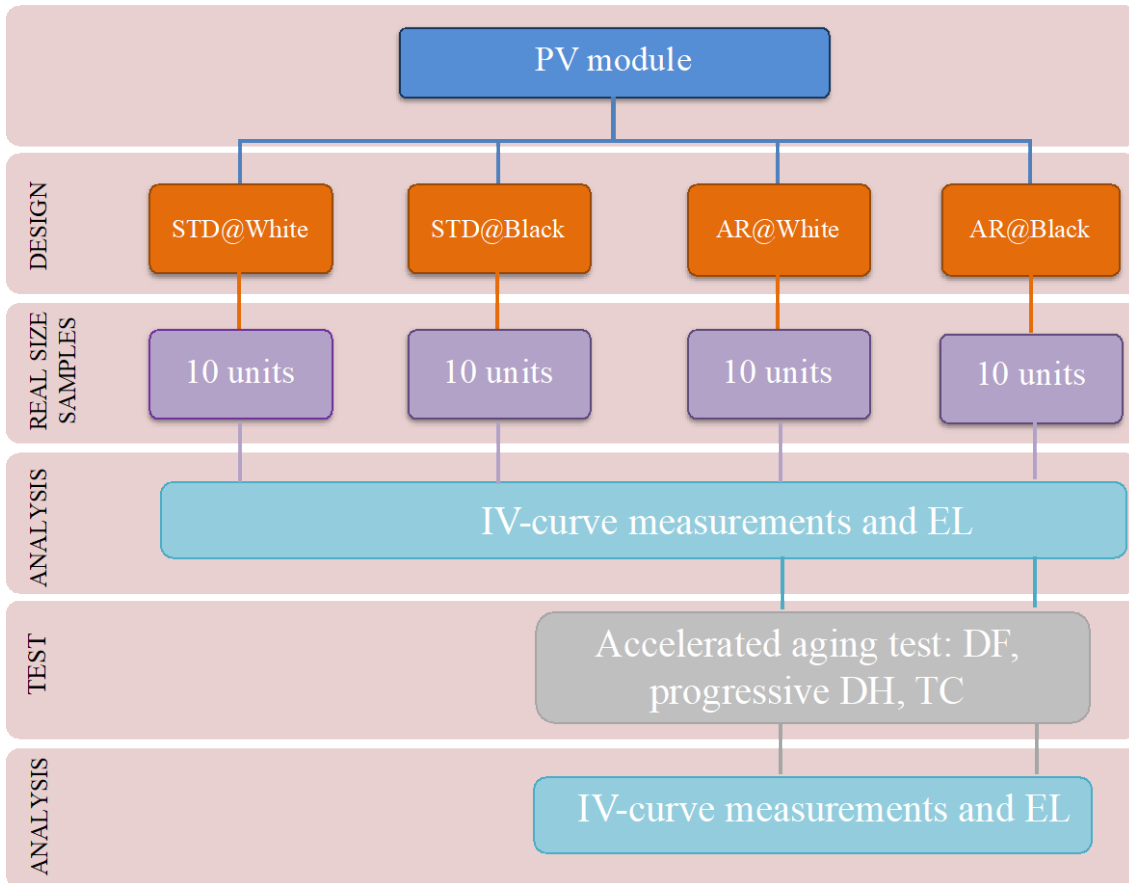 PV module
DESIGN
STD@White
STD@Black
AR@White
AR@Black
REAL SIZE
SAMPLES
10 units
10 units
10 units
10 units
ANALYSIS
IV-curve measurements and EL
TEST
Accelerated aging test: DF,
progressive DH, TC
ANALYSIS
IV-curve measurements and EL